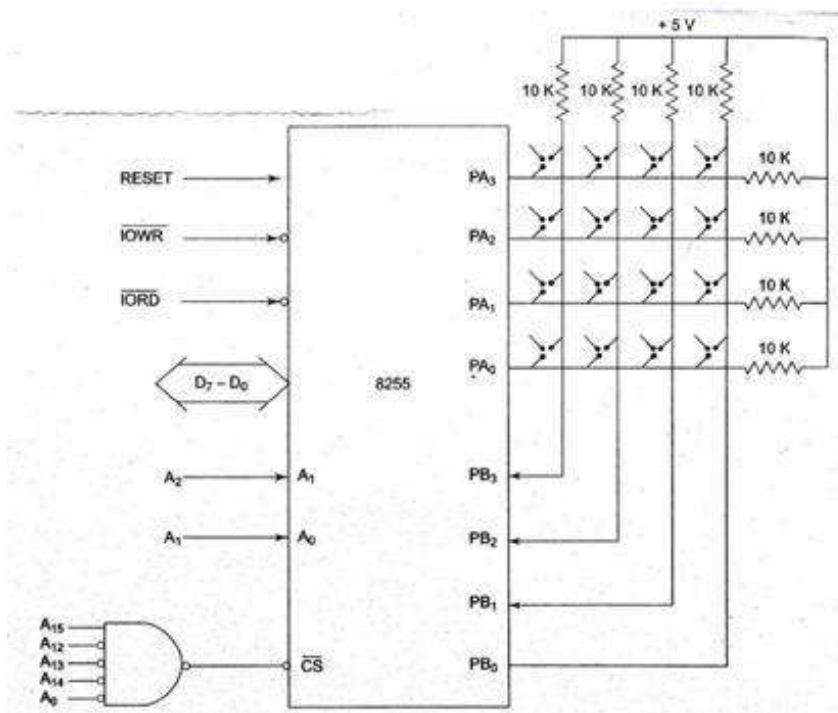 + 5 V
10 K 10 K 10 K 10 K
RESET PA3 10 K
IOWR PA2 10 K
IORD PA1 10 K
PA0 10 K
D7 – D0 8255
A2 A1 PB3
A1 A0 PB2
PB1
A15
A12
A13 CS PB0
A14
A0